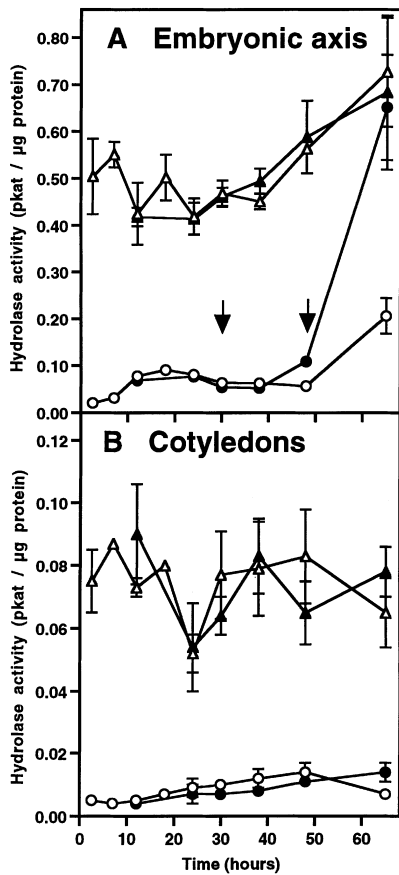 A Embryonic axis
Hydrolase activity (pkat / µg protein)
0.80
0.70
0.60
0.50
0.40
0.30
0.20
0.10
0.00
B Cotyledons
Hydrolase activity (pkat / µg protein)
0.12
0.10
0.08
0.06
0.04
0.02
0.00
0 10 20 30 40 50 60
Time (hours)